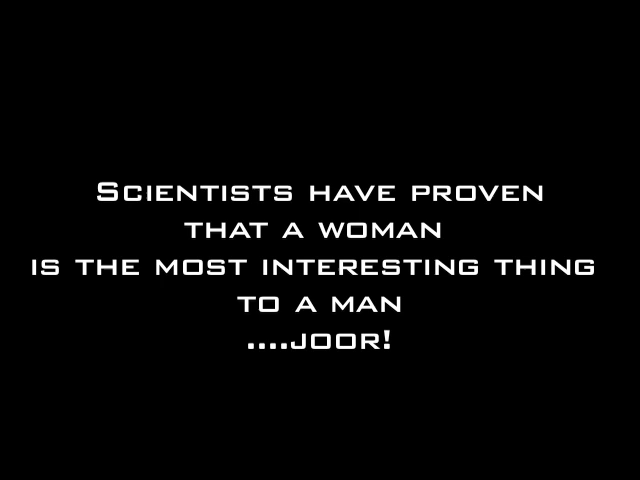 Scientists have proven
that a woman
is the most interesting thing
to a man
....joor!